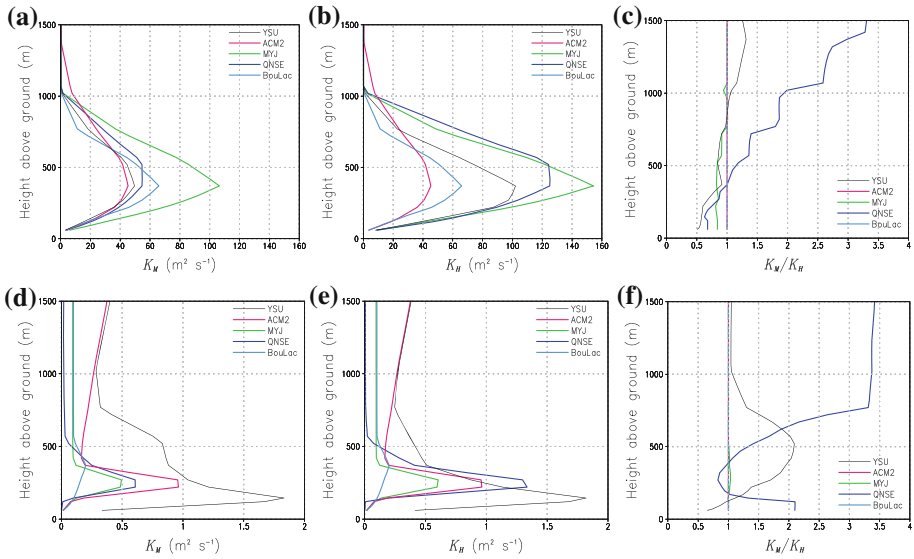 (a)
1500
1000
500
0
Height above ground (m)
0 20 40 60 80 100 120 140 160
K_M (m² s⁻¹)
YSU
ACM2
MYJ
QNSE
BouLac
(b)
1500
1000
500
0
Height above ground (m)
0 20 40 60 80 100 120 140 160
K_H (m² s⁻¹)
YSU
ACM2
MYJ
QNSE
BouLac
(c)
1500
1000
500
0
Height above ground (m)
0 0.5 1 1.5 2 2.5 3 3.5 4
K_M/K_H
YSU
ACM2
MYJ
QNSE
BouLac
(d)
1500
1000
500
0
Height above ground (m)
0 0.5 1 1.5 2
K_M (m² s⁻¹)
YSU
ACM2
MYJ
QNSE
BouLac
(e)
1500
1000
500
0
Height above ground (m)
0 0.5 1 1.5 2
K_H (m² s⁻¹)
YSU
ACM2
MYJ
QNSE
BouLac
(f)
1500
1000
500
0
Height above ground (m)
0 0.5 1 1.5 2 2.5 3 3.5 4
K_M/K_H
YSU
ACM2
MYJ
QNSE
BouLac